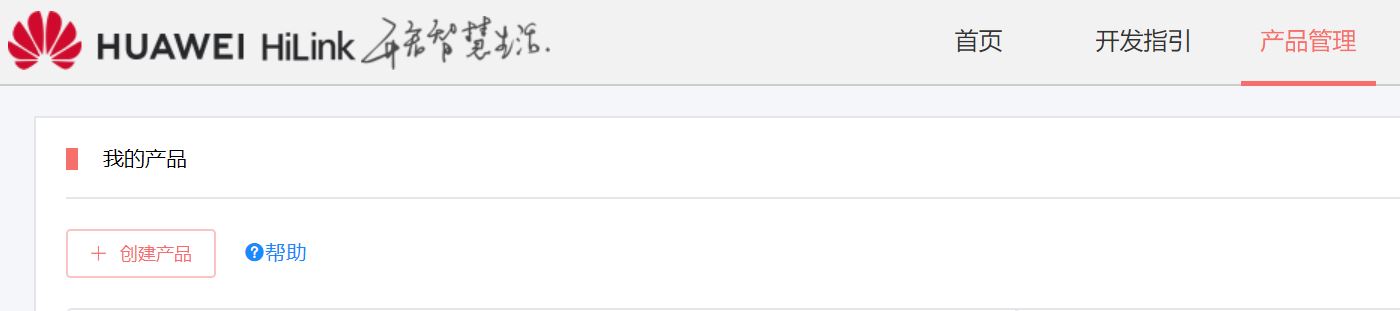 HUAWEI HiLink 开启智慧生活.
首页
开发指引
产品管理
我的产品
+ 创建产品
?帮助